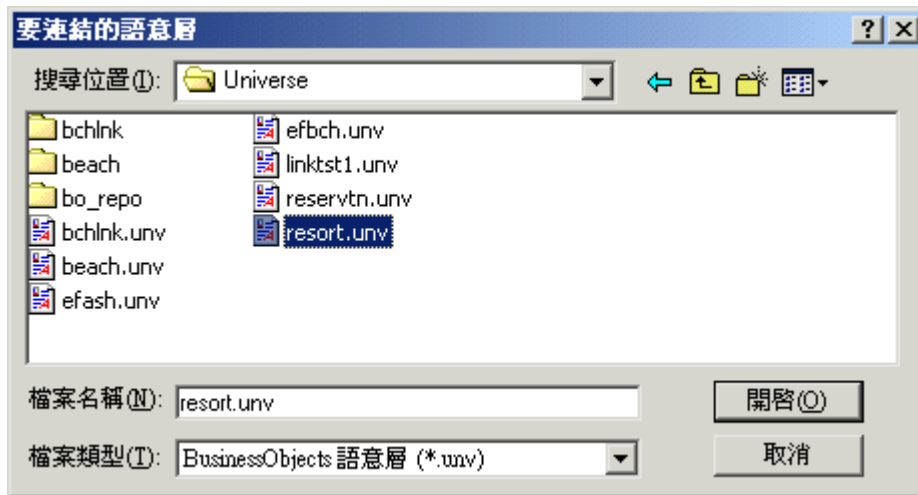 要連結的語意層
搜尋位置(I): Universe
bchlnk
beach
bo_repo
bchlnk.unv
beach.unv
efash.unv
efbch.unv
linktst1.unv
reservtn.unv
resort.unv
檔案名稱(N): resort.unv
開啓(O)
檔案類型(T): BusinessObjects 語意層 (*.unv)
取消